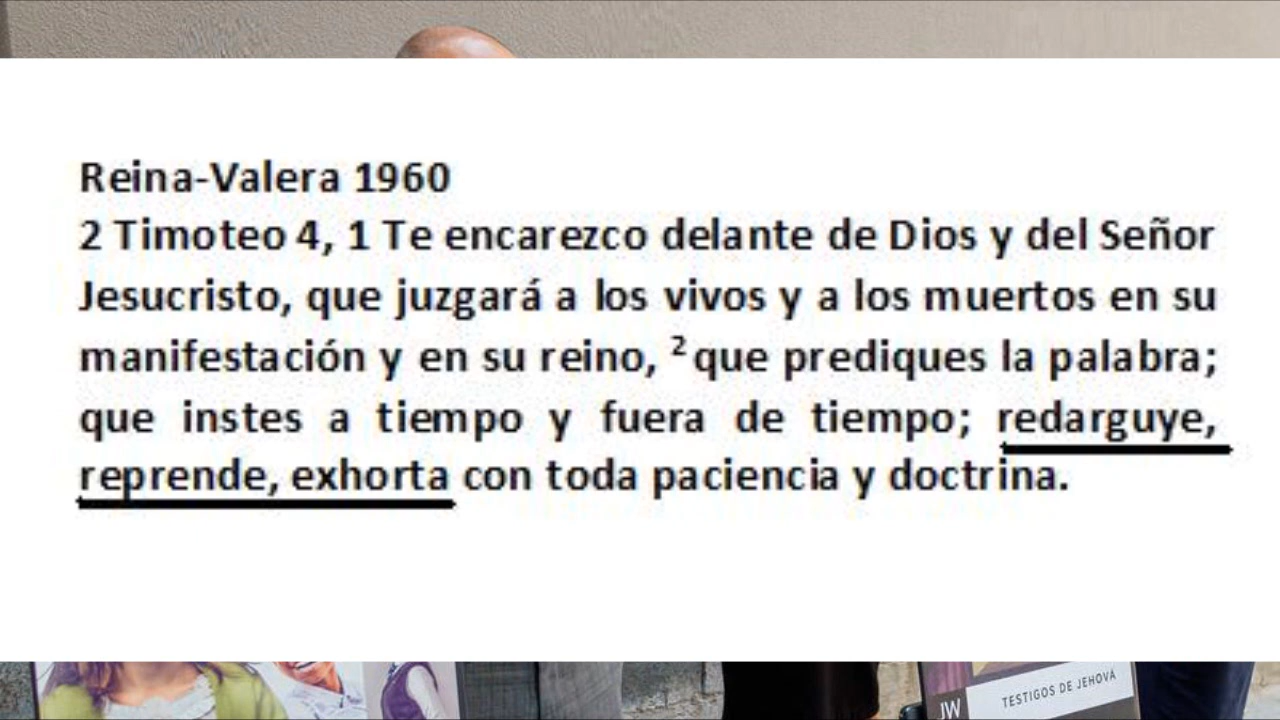 Reina-Valera 1960
2 Timoteo 4, 1 Te encarezco delante de Dios y del Señor
Jesucristo, que juzgará a los vivos y a los muertos en su
manifestación y en su reino, ² que prediques la palabra;
que instes a tiempo y fuera de tiempo; redarguye,
reprende, exhorta con toda paciencia y doctrina.
JW TESTIGOS DE JEHOVÁ